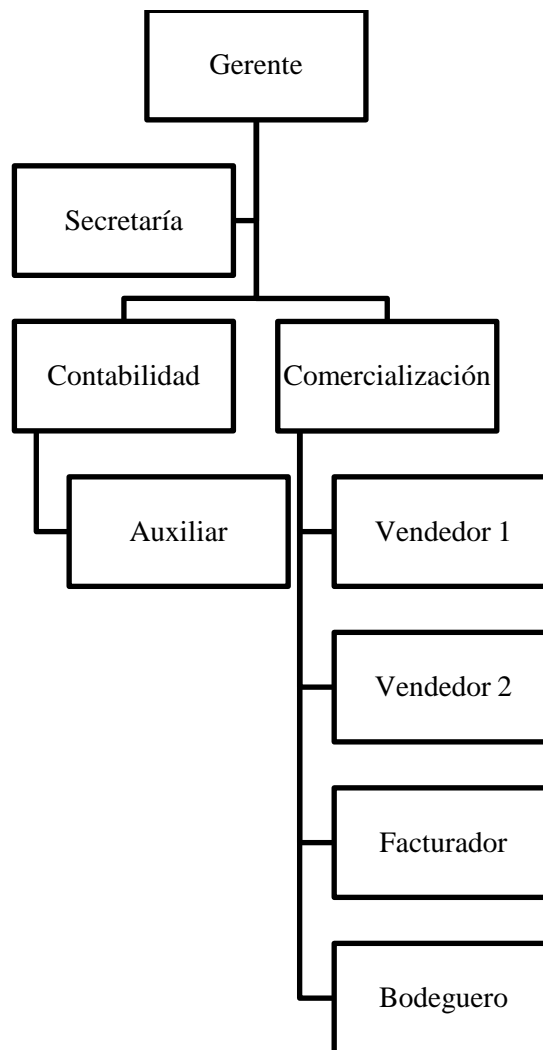 Gerente
Secretaría
Contabilidad
Comercialización
Auxiliar
Vendedor 1
Vendedor 2
Facturador
Bodeguero